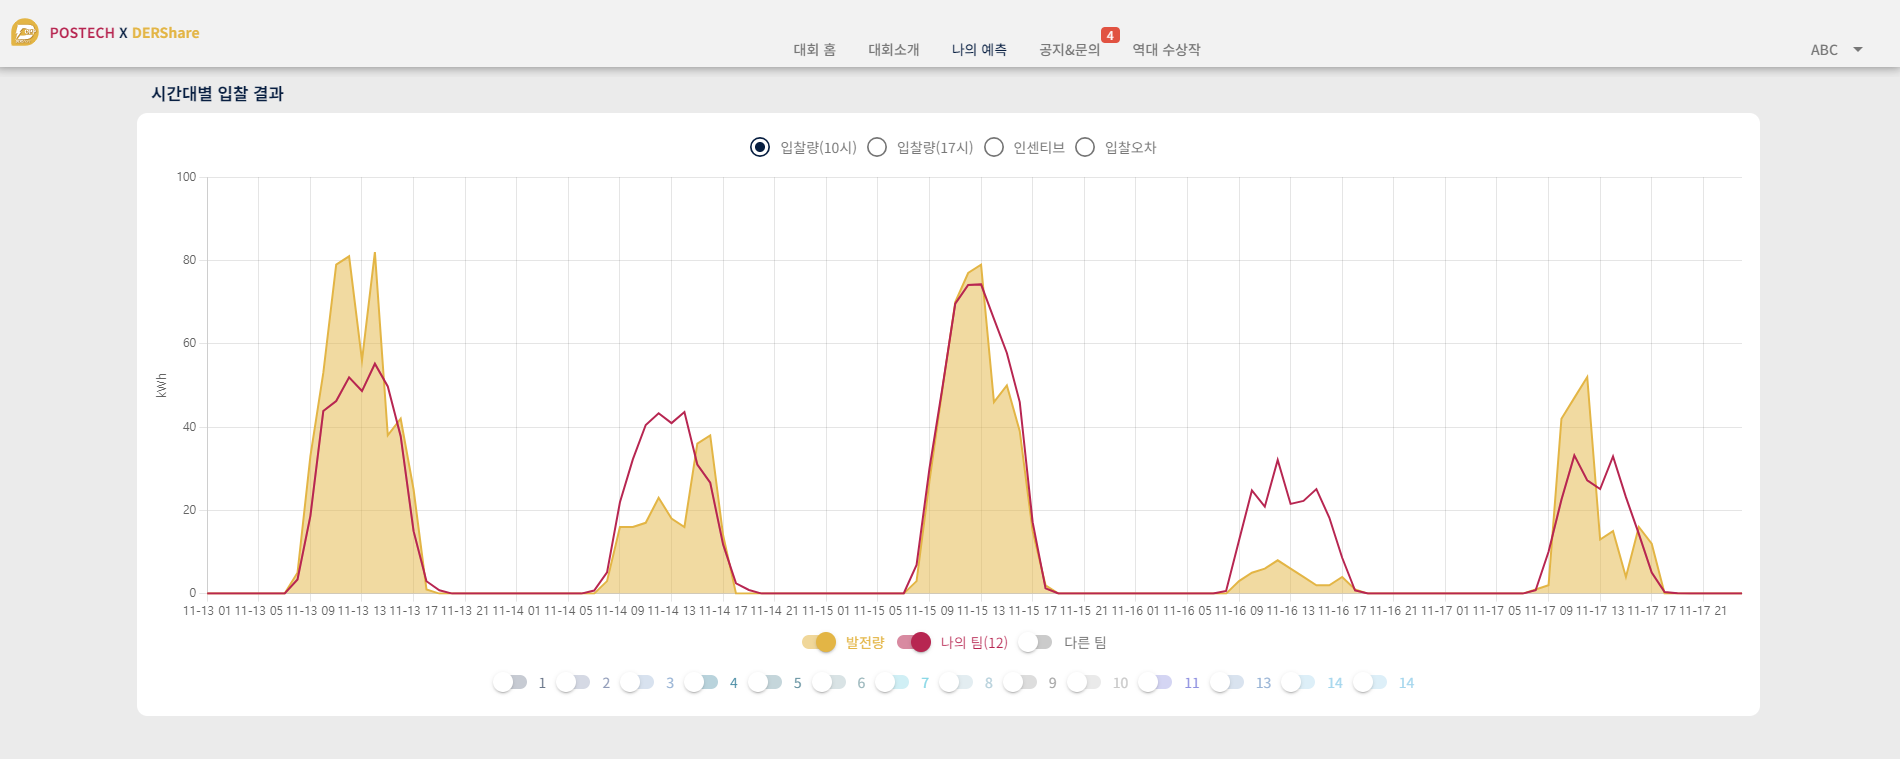 POSTECH X DERShare
대회 홈 대회소개 나의 예측 공지&문의 4 역대 수상작 ABC
시간대별 입찰 결과
입찰량(10시) 입찰량(17시) 인센티브 입찰오차
100
80
60
40
20
0
kWh
11-13 01 11-13 05 11-13 09 11-13 13 11-13 17 11-13 21 11-14 01 11-14 05 11-14 09 11-14 13 11-14 17 11-14 21 11-15 01 11-15 05 11-15 09 11-15 13 11-15 17 11-15 21 11-16 01 11-16 05 11-16 09 11-16 13 11-16 17 11-16 21 11-17 01 11-17 05 11-17 09 11-17 13 11-17 17 11-17 21
발전량 나의 팀(12) 다른 팀
1 2 3 4 5 6 7 8 9 10 11 13 14 14